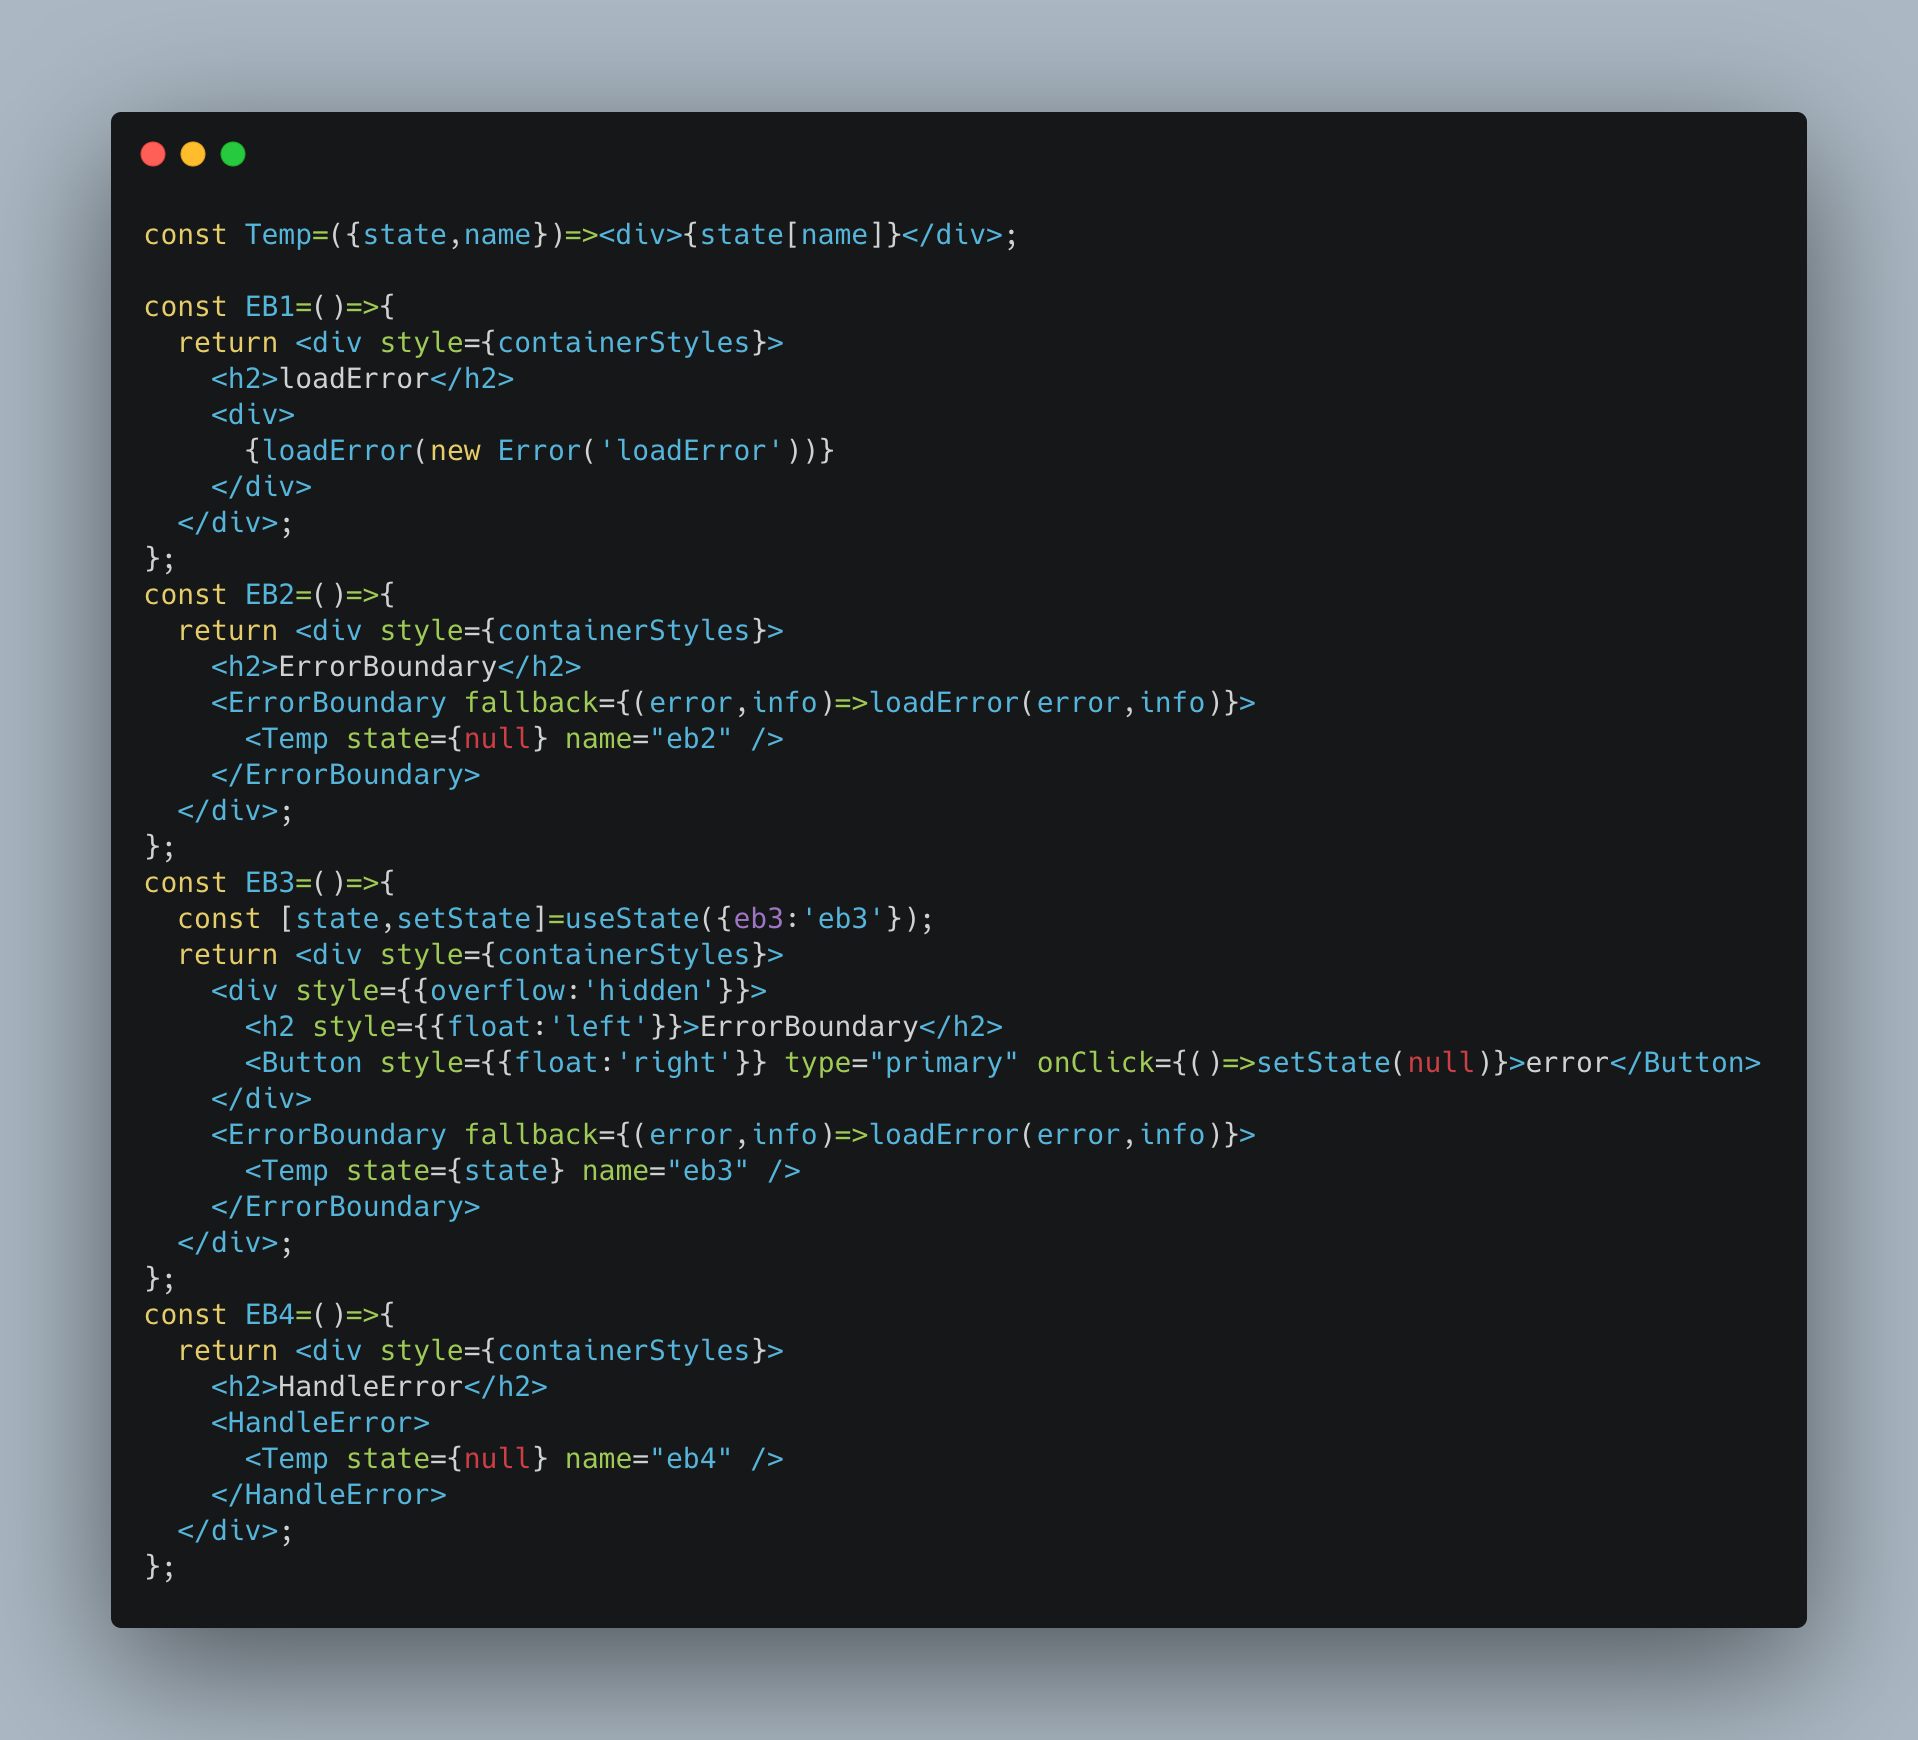 const Temp=({state,name})=><div>{state[name]}</div>;

const EB1=()=>{
  return <div style={containerStyles}>
    <h2>loadError</h2>
    <div>
      {loadError(new Error('loadError'))}
    </div>
  </div>;
};
const EB2=()=>{
  return <div style={containerStyles}>
    <h2>ErrorBoundary</h2>
    <ErrorBoundary fallback={(error,info)=>loadError(error,info)}>
      <Temp state={null} name="eb2" />
    </ErrorBoundary>
  </div>;
};
const EB3=()=>{
  const [state,setState]=useState({eb3:'eb3'});
  return <div style={containerStyles}>
    <div style={{overflow:'hidden'}}>
      <h2 style={{float:'left'}}>ErrorBoundary</h2>
      <Button style={{float:'right'}} type="primary" onClick={()=>setState(null)}>error</Button>
    </div>
    <ErrorBoundary fallback={(error,info)=>loadError(error,info)}>
      <Temp state={state} name="eb3" />
    </ErrorBoundary>
  </div>;
};
const EB4=()=>{
  return <div style={containerStyles}>
    <h2>HandleError</h2>
    <HandleError>
      <Temp state={null} name="eb4" />
    </HandleError>
  </div>;
};